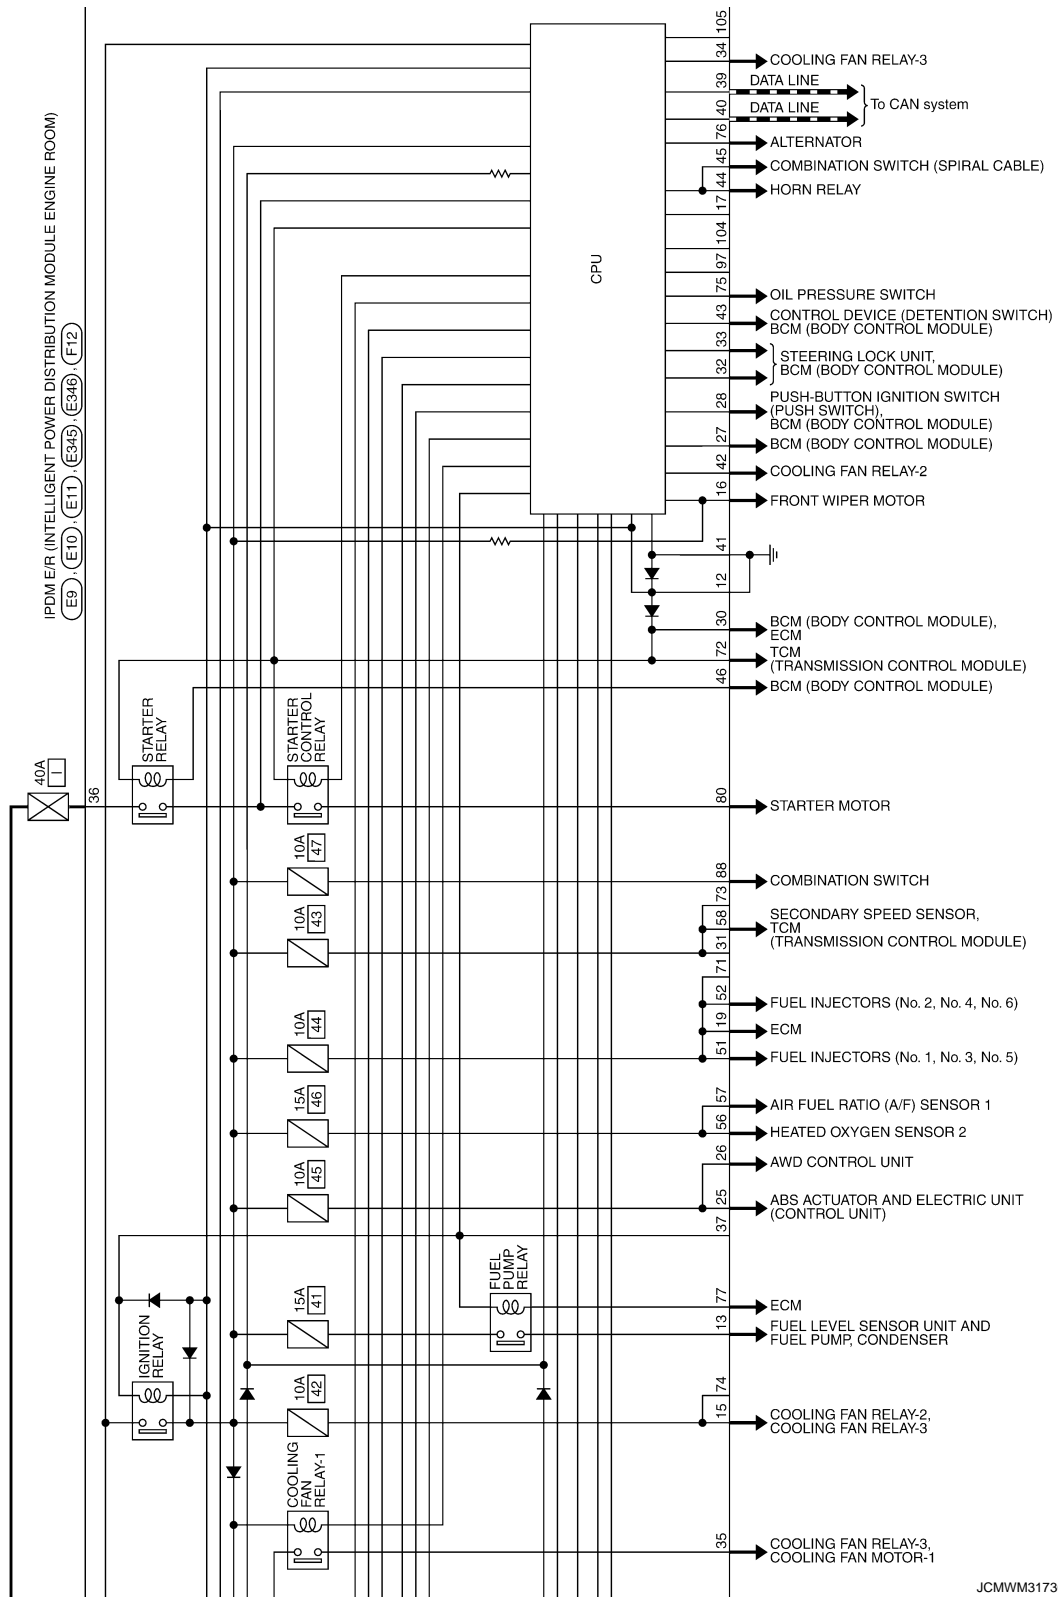 IPDM E/R (INTELLIGENT POWER DISTRIBUTION MODULE ENGINE ROOM)
E9 , E10 , E11 , E345 , E346 , F12
CPU
105
34
COOLING FAN RELAY-3
39
DATA LINE
40
DATA LINE
To CAN system
76
ALTERNATOR
45
COMBINATION SWITCH (SPIRAL CABLE)
44
HORN RELAY
17
104
97
75
OIL PRESSURE SWITCH
43
CONTROL DEVICE (DETENTION SWITCH)
BCM (BODY CONTROL MODULE)
33
32
STEERING LOCK UNIT,
BCM (BODY CONTROL MODULE)
28
PUSH-BUTTON IGNITION SWITCH
(PUSH SWITCH),
BCM (BODY CONTROL MODULE)
27
BCM (BODY CONTROL MODULE)
42
COOLING FAN RELAY-2
16
FRONT WIPER MOTOR
41
12
30
BCM (BODY CONTROL MODULE),
ECM
72
TCM
(TRANSMISSION CONTROL MODULE)
46
BCM (BODY CONTROL MODULE)
STARTER
RELAY
STARTER
CONTROL
RELAY
40A
I
36
80
STARTER MOTOR
10A
47
88
COMBINATION SWITCH
10A
43
73
58
31
SECONDARY SPEED SENSOR,
TCM
(TRANSMISSION CONTROL MODULE)
10A
44
71
52
FUEL INJECTORS (No. 2, No. 4, No. 6)
19
ECM
51
FUEL INJECTORS (No. 1, No. 3, No. 5)
15A
46
57
AIR FUEL RATIO (A/F) SENSOR 1
56
HEATED OXYGEN SENSOR 2
10A
45
26
AWD CONTROL UNIT
25
ABS ACTUATOR AND ELECTRIC UNIT
(CONTROL UNIT)
37
FUEL
PUMP
RELAY
15A
41
77
ECM
13
FUEL LEVEL SENSOR UNIT AND
FUEL PUMP, CONDENSER
IGNITION
RELAY
10A
42
74
15
COOLING FAN RELAY-2,
COOLING FAN RELAY-3
COOLING
FAN
RELAY-1
35
COOLING FAN RELAY-3,
COOLING FAN MOTOR-1
JCMWM3173